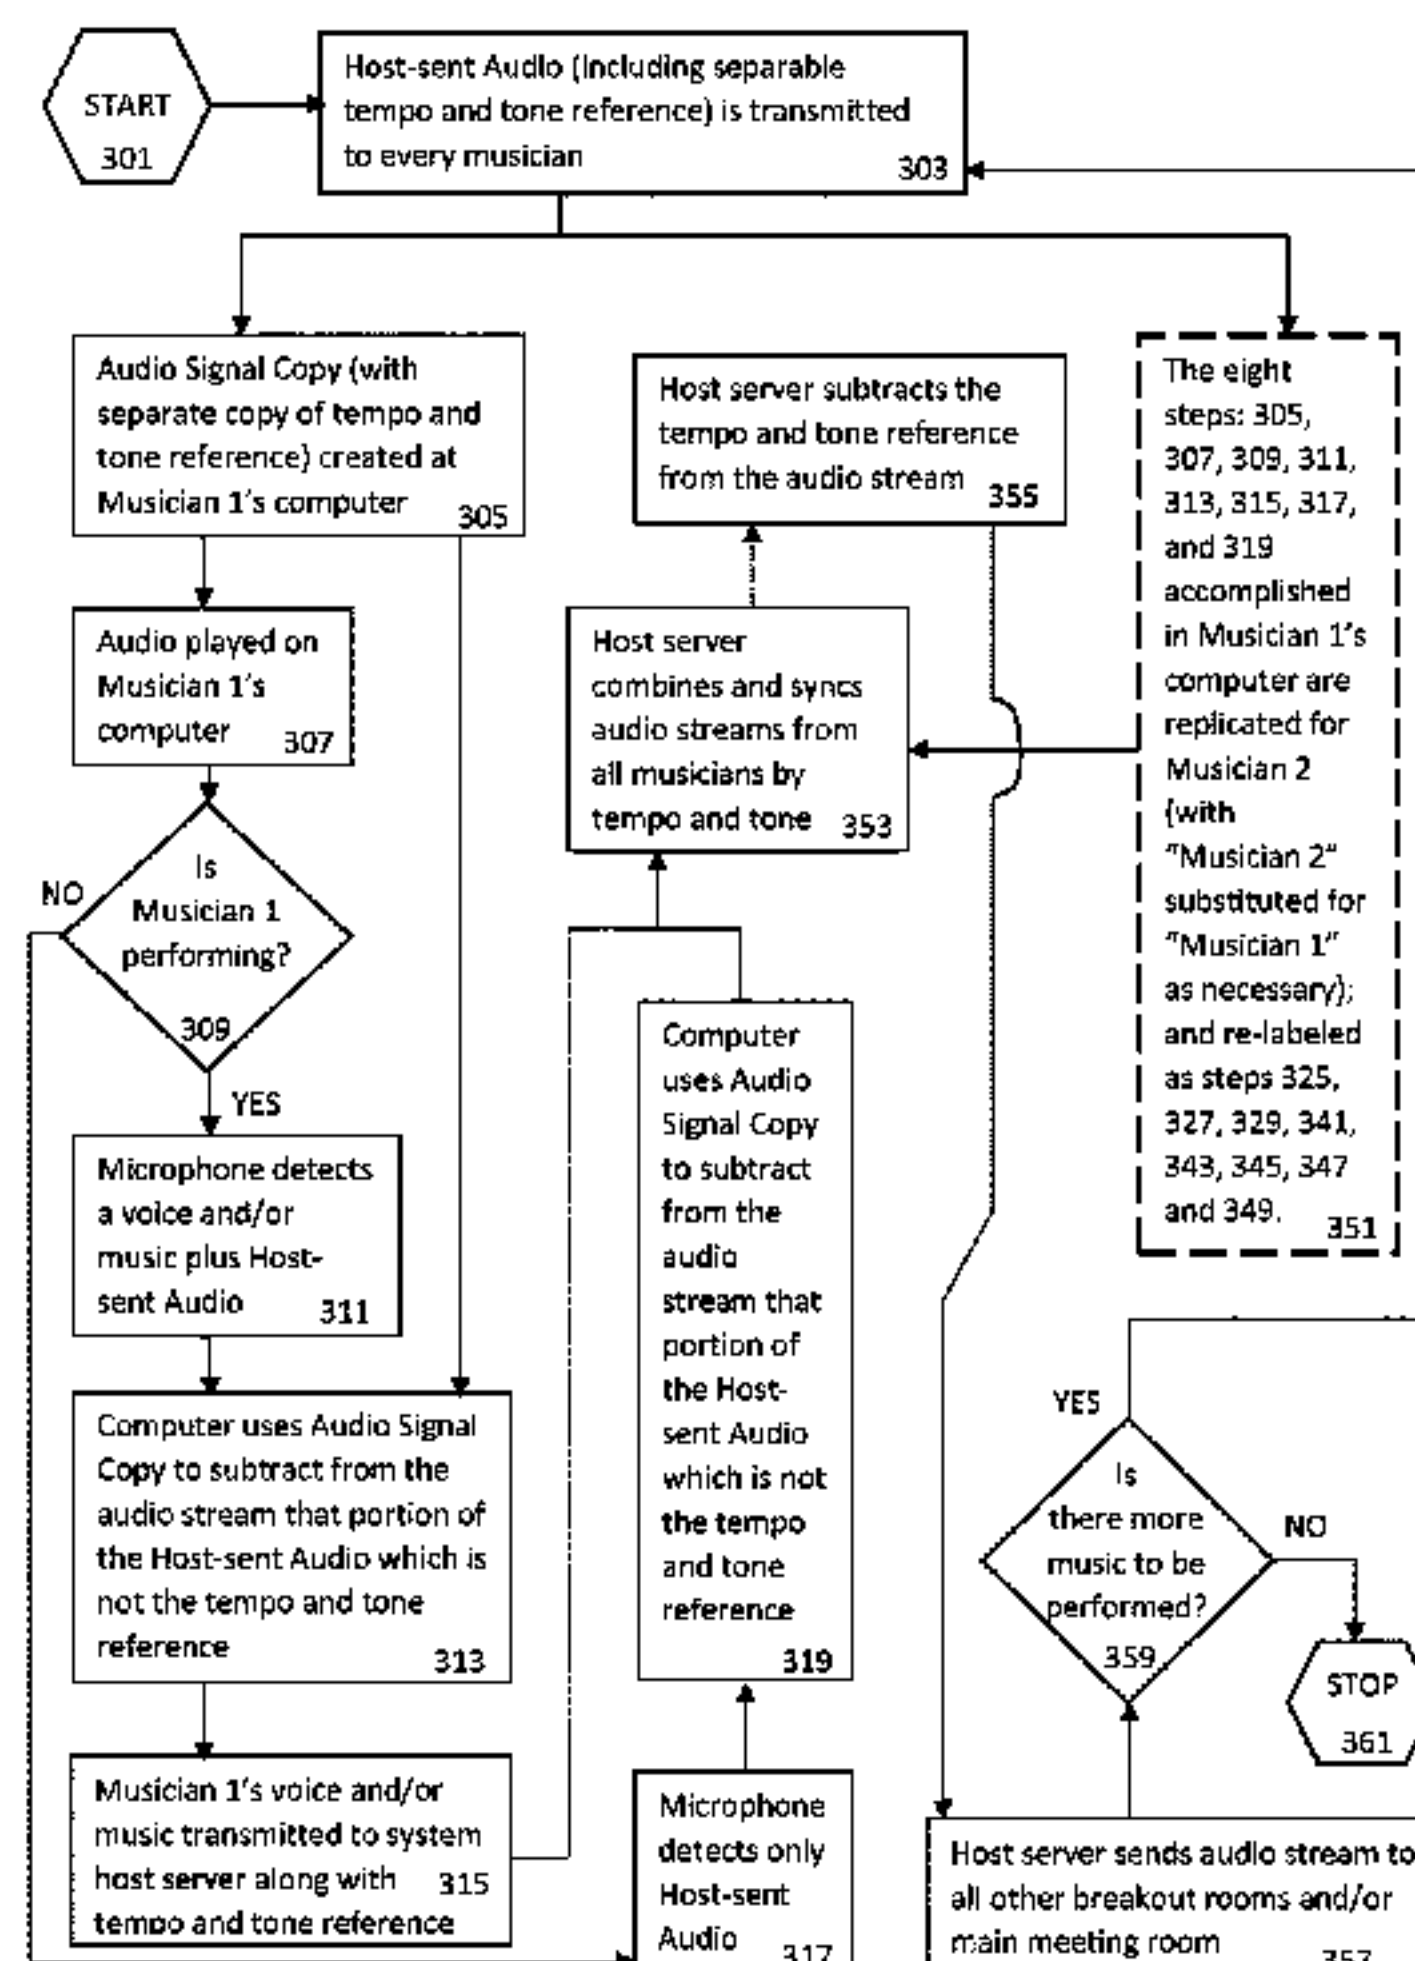 START
301
Host-sent Audio (Including separable
tempo and tone reference) is transmitted
to every musician
303
Audio Signal Copy (with
separate copy of tempo and
tone reference) created at
Musician 1's computer
305
Audio played on
Musician 1's
computer
307
Is
Musician 1
performing?
309
NO
YES
Microphone detects
a voice and/or
music plus Host-
sent Audio
311
Computer uses Audio Signal
Copy to subtract from the
audio stream that portion of
the Host-sent Audio which is
not the tempo and tone
reference
313
Musician 1's voice and/or
music transmitted to system
host server along with
tempo and tone reference
315
Microphone
detects only
Host-sent
Audio
317
Computer
uses Audio
Signal Copy
to subtract
from the
audio
stream that
portion of
the Host-
sent Audio
which is not
the tempo
and tone
reference
319
Host server
combines and syncs
audio streams from
all musicians by
tempo and tone
353
Host server subtracts the
tempo and tone reference
from the audio stream
355
The eight
steps: 305,
307, 309, 311,
313, 315, 317,
and 319
accomplished
in Musician 1's
computer are
replicated for
Musician 2
(with
"Musician 2"
substituted for
"Musician 1"
as necessary);
and re-labeled
as steps 325,
327, 329, 341,
343, 345, 347
and 349.
351
Host server sends audio stream to
all other breakout rooms and/or
main meeting room
357
Is
there more
music to be
performed?
359
YES
NO
STOP
361